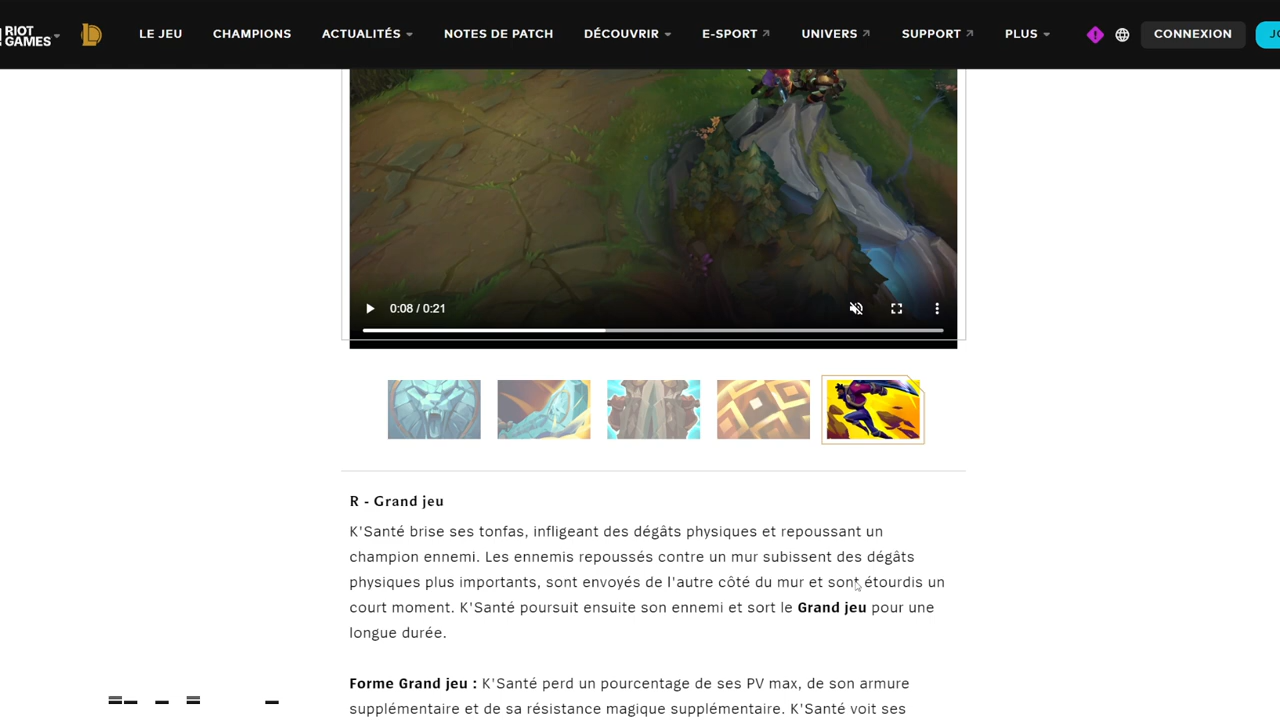 RIOT
GAMES
LE JEU CHAMPIONS ACTUALITÉS NOTES DE PATCH DÉCOUVRIR E-SPORT UNIVERS SUPPORT PLUS CONNEXION
0:08 / 0:21
R - Grand jeu
K'Santé brise ses tonfas, infligeant des dégâts physiques et repoussant un
champion ennemi. Les ennemis repoussés contre un mur subissent des dégâts
physiques plus importants, sont envoyés de l'autre côté du mur et sont étourdis un
court moment. K'Santé poursuit ensuite son ennemi et sort le Grand jeu pour une
longue durée.
Forme Grand jeu : K'Santé perd un pourcentage de ses PV max, de son armure
supplémentaire et de sa résistance magique supplémentaire. K'Santé voit ses